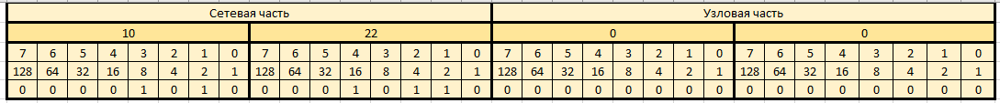 Сетевая часть Узловая часть
10 22 0 0
7 6 5 4 3 2 1 0 7 6 5 4 3 2 1 0 7 6 5 4 3 2 1 0 7 6 5 4 3 2 1 0
128 64 32 16 8 4 2 1 128 64 32 16 8 4 2 1 128 64 32 16 8 4 2 1 128 64 32 16 8 4 2 1
0 0 0 0 1 0 1 0 0 0 0 1 0 1 1 0 0 0 0 0 0 0 0 0 0 0 0 0 0 0 0 0